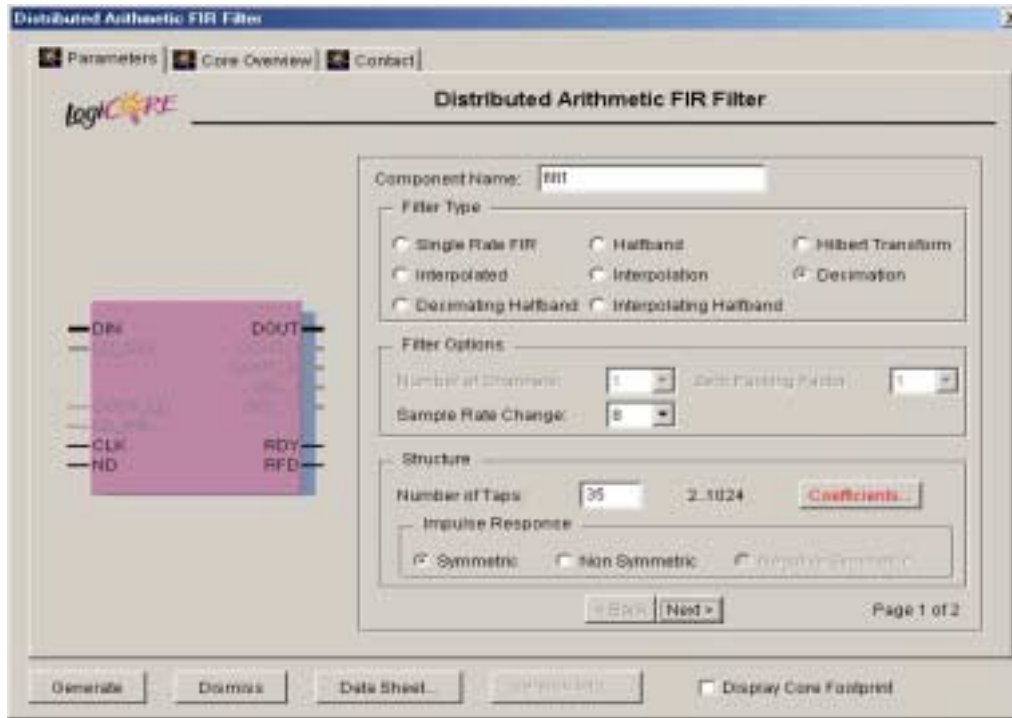 Distributed Arithmetic FIR Filter
Parameters Core Overview Contact
LogiCORE
Distributed Arithmetic FIR Filter
Component Name:
Filter Type
Single Rate FIR Halfband Hilbert Transform
Interpolated Interpolation Decimation
Decimating Halfband Interpolating Halfband
DIN DOUT
CLK RDY
ND RFD
Filter Options
Number of Channels: 1 Zero Packing Factor 1
Sample Rate Change: 8
Structure
Number of Taps 35 2..1024 Coefficients...
Impulse Response
Symmetric Non Symmetric Negative Symmetric
< Back Next > Page 1 of 2
Generate Dismiss Data Sheet... Display Core Footprint